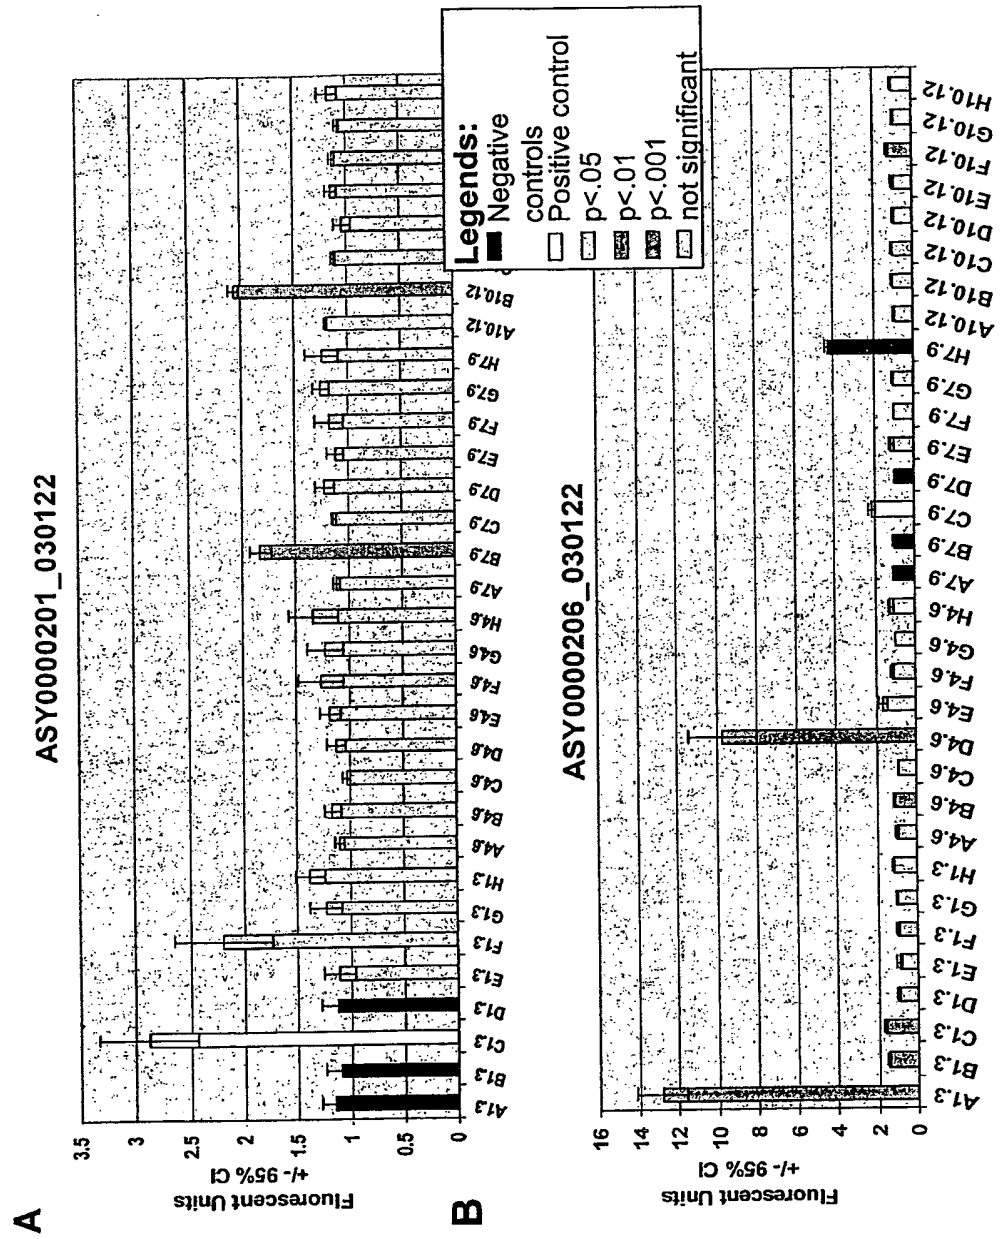 A
ASY0000201_030122
Fluorescent Units
+/- 95% CI
3.5
3
2.5
2
1.5
1
0.5
0
A1.3
B1.3
C1.3
D1.3
E1.3
F1.3
G1.3
H1.3
A4.6
B4.6
C4.6
D4.6
E4.6
F4.6
G4.6
H4.6
A7.9
B7.9
C7.9
D7.9
E7.9
F7.9
G7.9
H7.9
A10.12
B10.12
Legends:
Negative
controls
Positive control
p<.05
p<.01
p<.001
not significant
B
ASY0000206_030122
Fluorescent Units
+/- 95% CI
16
14
12
10
8
6
4
2
0
A1.3
B1.3
C1.3
D1.3
E1.3
F1.3
G1.3
H1.3
A4.6
B4.6
C4.6
D4.6
E4.6
F4.6
G4.6
H4.6
A7.9
B7.9
C7.9
D7.9
E7.9
F7.9
G7.9
H7.9
A10.12
B10.12
C10.12
D10.12
E10.12
F10.12
G10.12
H10.12